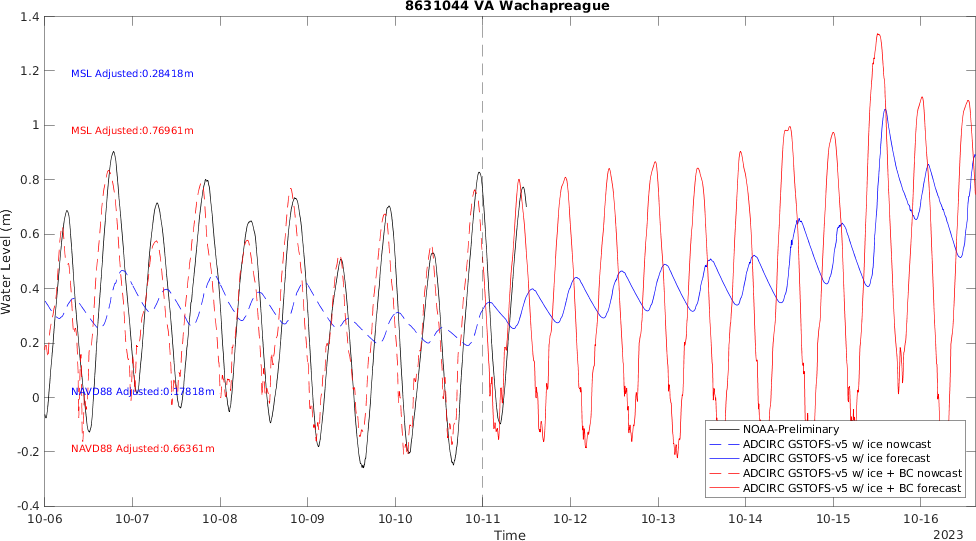 8631044 VA Wachapreague
1.4
1.2
1
0.8
0.6
0.4
0.2
0
-0.2
-0.4
Water Level (m)
MSL Adjusted:0.28418m
MSL Adjusted:0.76961m
NAVD88 Adjusted:0.17818m
NAVD88 Adjusted:0.66361m
NOAA-Preliminary
ADCIRC GSTOFS-v5 w/ ice nowcast
ADCIRC GSTOFS-v5 w/ ice forecast
ADCIRC GSTOFS-v5 w/ ice + BC nowcast
ADCIRC GSTOFS-v5 w/ ice + BC forecast
10-06 10-07 10-08 10-09 10-10 10-11 10-12 10-13 10-14 10-15 10-16
Time
2023